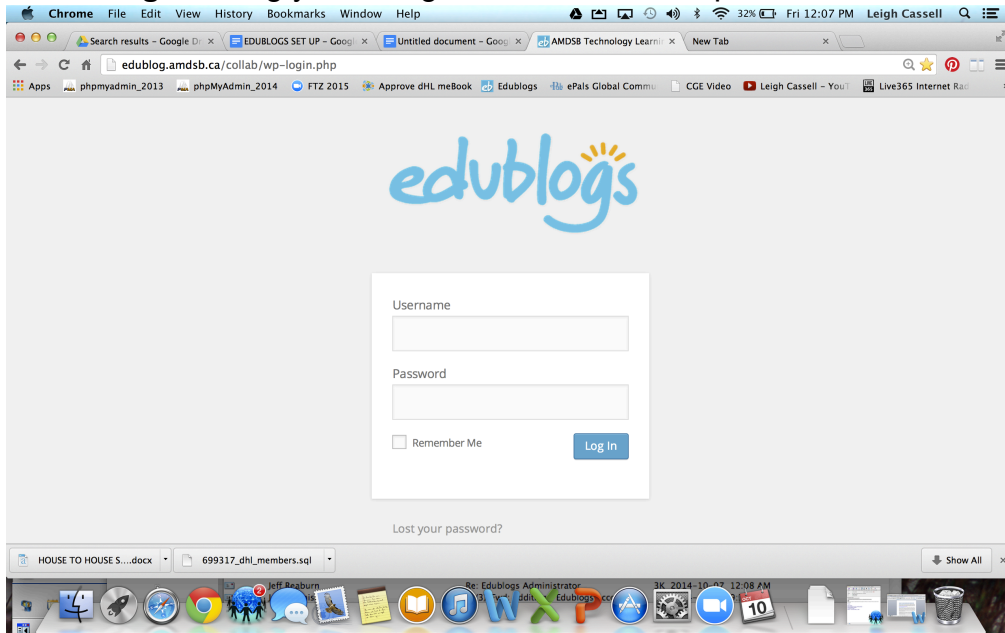 Chrome File Edit View History Bookmarks Window Help 32% Fri 12:07 PM Leigh Cassell
Search results – Google Dr × EDUBLOGS SET UP – Googl × Untitled document – Goog × AMDSB Technology Learnin × New Tab ×
edublog.amdsb.ca/collab/wp-login.php
Apps phpmyadmin_2013 phpMyAdmin_2014 FTZ 2015 Approve dHL meBook Edublogs ePals Global Commu CGE Video Leigh Cassell – YouT Live365 Internet Rad
edublogs
Username
Password
Remember Me
Log In
Lost your password?
HOUSE TO HOUSE S....docx 699317_dhl_members.sql Show All ×
Jeff Reaburn Re: Edublogs Administrator 3K 2014-10-07 12:08 AM
2
OCT
10